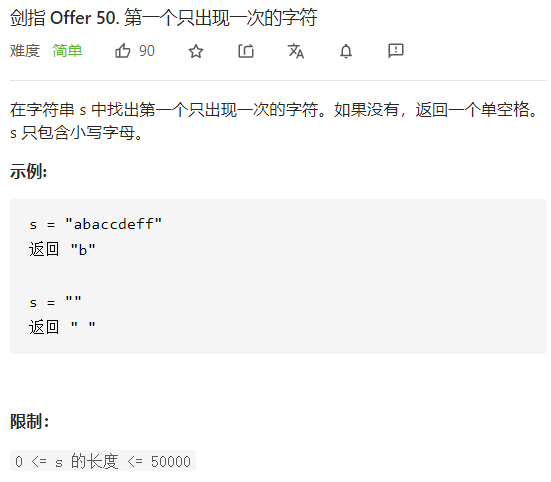 剑指 Offer 50. 第一个只出现一次的字符
难度 简单 90
在字符串 s 中找出第一个只出现一次的字符。如果没有，返回一个单空格。
s 只包含小写字母。
示例:
s = "abaccdeff"
返回 "b"
s = ""
返回 " "
限制：
0 <= s 的长度 <= 50000